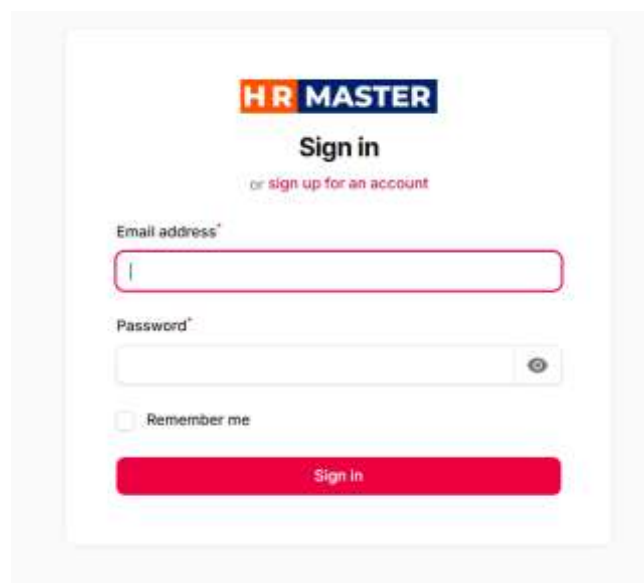 HR MASTER
Sign in
or sign up for an account
Email address*
Password*
Remember me
Sign in